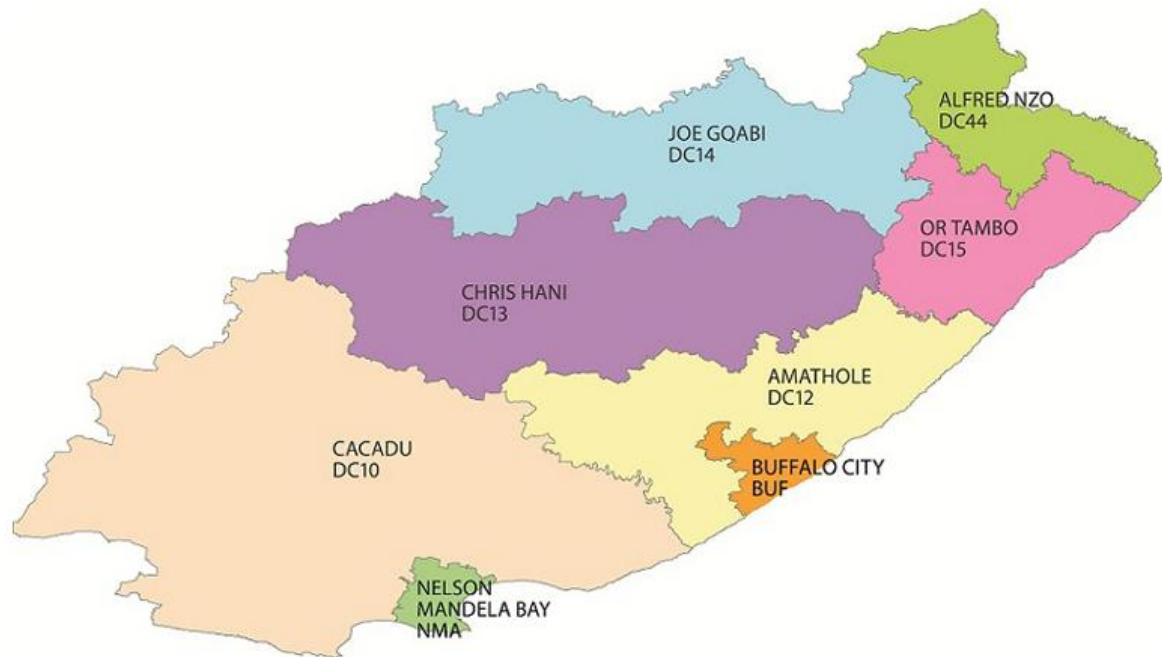 ALFRED NZO
DC44
JOE GQABI
DC14
OR TAMBO
DC15
CHRIS HANI
DC13
AMATHOLE
DC12
CACADU
DC10
BUFFALO CITY
BUF
NELSON
MANDELA BAY
NMA